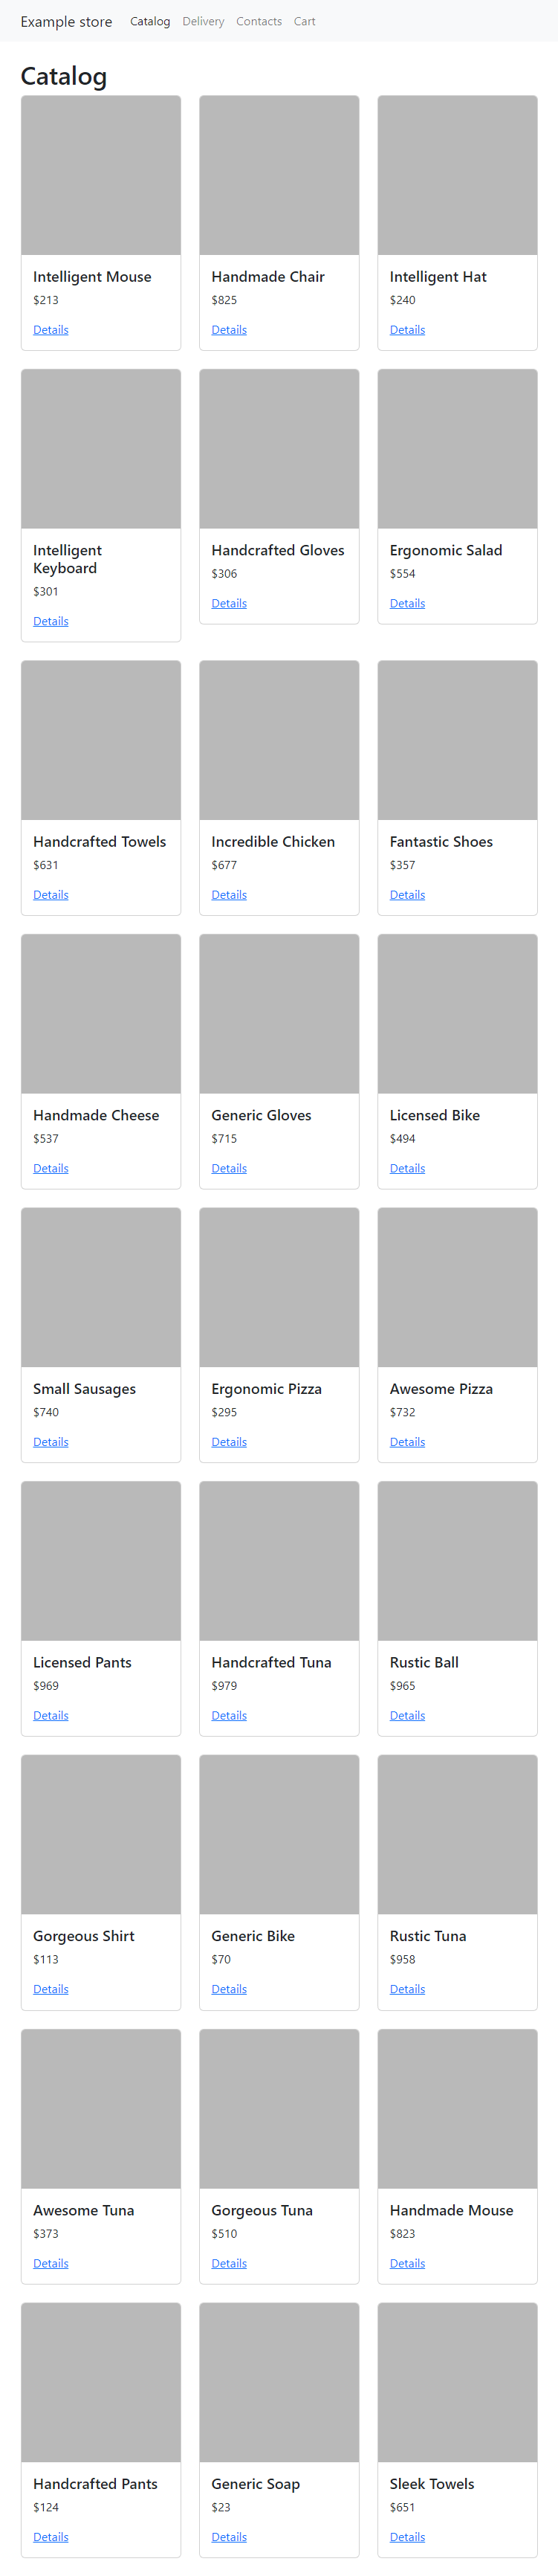 Example store Catalog Delivery Contacts Cart
Catalog
Intelligent Mouse
$213
Details
Handmade Chair
$825
Details
Intelligent Hat
$240
Details
Intelligent
Keyboard
$301
Details
Handcrafted Gloves
$306
Details
Ergonomic Salad
$554
Details
Handcrafted Towels
$631
Details
Incredible Chicken
$677
Details
Fantastic Shoes
$357
Details
Handmade Cheese
$537
Details
Generic Gloves
$715
Details
Licensed Bike
$494
Details
Small Sausages
$740
Details
Ergonomic Pizza
$295
Details
Awesome Pizza
$732
Details
Licensed Pants
$969
Details
Handcrafted Tuna
$979
Details
Rustic Ball
$965
Details
Gorgeous Shirt
$113
Details
Generic Bike
$70
Details
Rustic Tuna
$958
Details
Awesome Tuna
$373
Details
Gorgeous Tuna
$510
Details
Handmade Mouse
$823
Details
Handcrafted Pants
$124
Details
Generic Soap
$23
Details
Sleek Towels
$651
Details